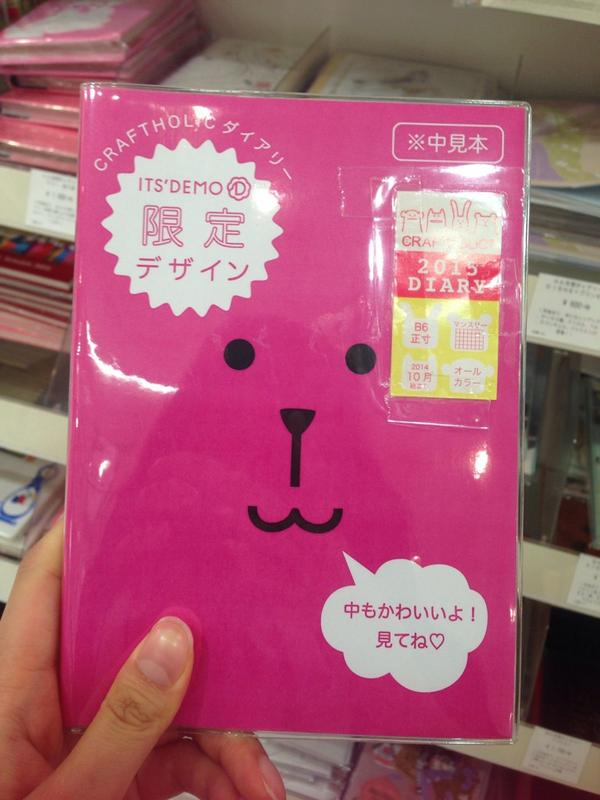 CRAFTHOLIC ダイアリー
ITS'DEMO
限定
デザイン
※中見本
2015
DIARY
B6
正寸
マンスリー
2014
10月
オール
カラー
中もかわいいよ！
見てね♡